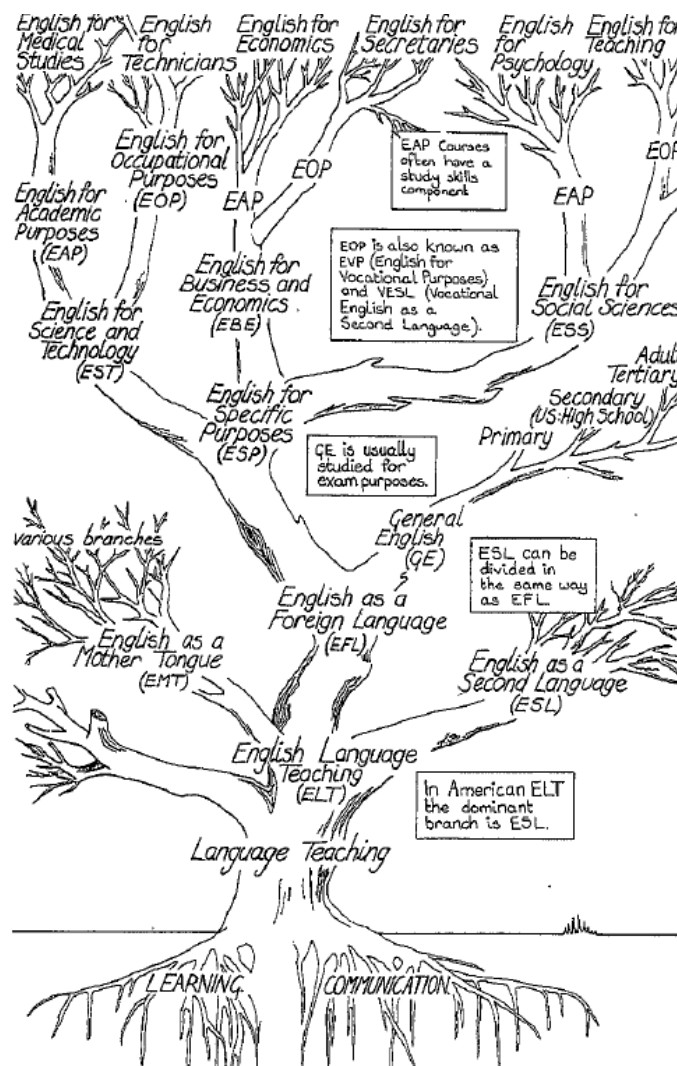 English for
Medical
Studies
English
for
Technicians
English for
Economics
English for
Secretaries
English
for
Psychology
English for
Teaching
English for
Occupational
Purposes
(EOP)
EAP
EOP
EAP Courses
often have a
study skills
component
EAP
EOP
English for
Academic
Purposes
(EAP)
English for
Science and
Technology
(EST)
English for
Business and
Economics
(EBE)
EOP is also known as
EVP (English for
Vocational Purposes)
and VESL (Vocational
English as a
Second Language).
English for
Social Sciences
(ESS)
English for
Specific
Purposes
(ESP)
Adult
Tertiary
Secondary
(US:High School)
Primary
GE is usually
studied for
exam purposes.
General
English
(GE)
various branches
ESL can be
divided in
the same way
as EFL.
English as a
Foreign Language
(EFL)
English as a
Mother Tongue
(EMT)
English as a
Second Language
(ESL)
English Language
Teaching
(ELT)
In American ELT
the dominant
branch is ESL.
Language Teaching
LEARNING
COMMUNICATION